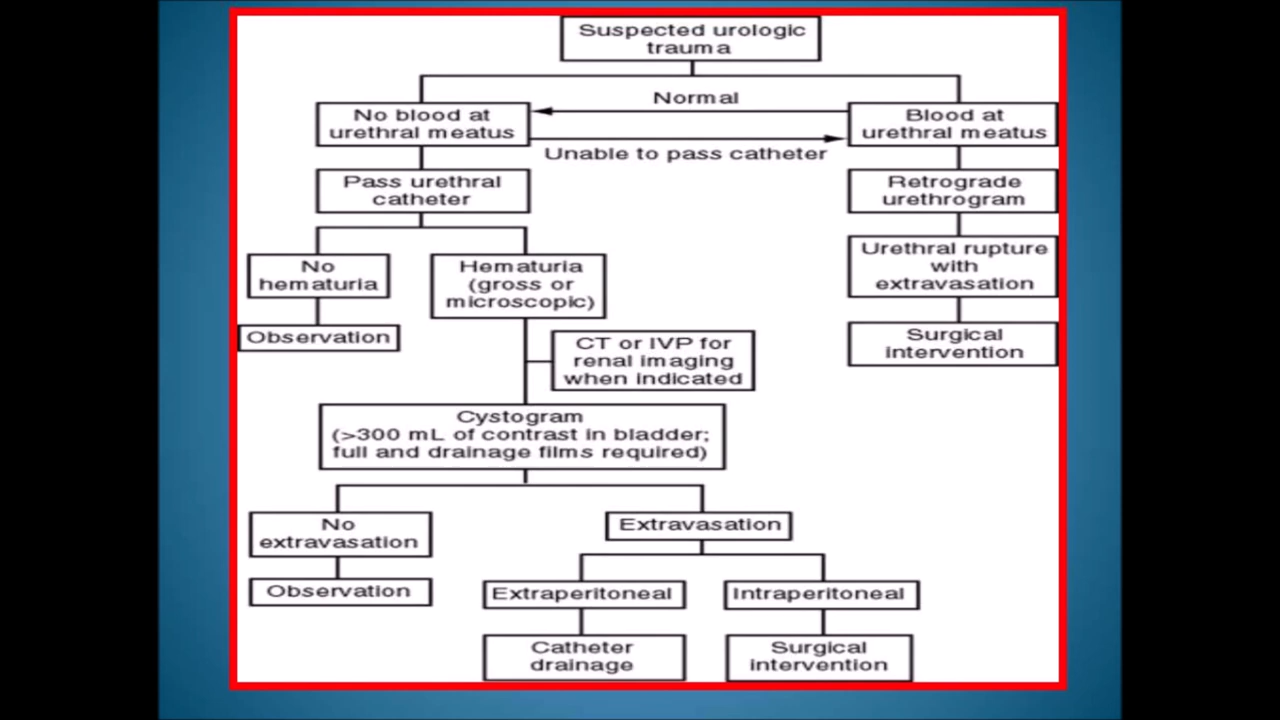 Suspected urologic
trauma
Normal
No blood at
urethral meatus
Blood at
urethral meatus
Unable to pass catheter
Pass urethral
catheter
Retrograde
urethrogram
No
hematuria
Hematuria
(gross or
microscopic)
Urethral rupture
with
extravasation
Observation
CT or IVP for
renal imaging
when indicated
Surgical
intervention
Cystogram
(>300 mL of contrast in bladder;
full and drainage films required)
No
extravasation
Extravasation
Observation
Extraperitoneal
Intraperitoneal
Catheter
drainage
Surgical
intervention